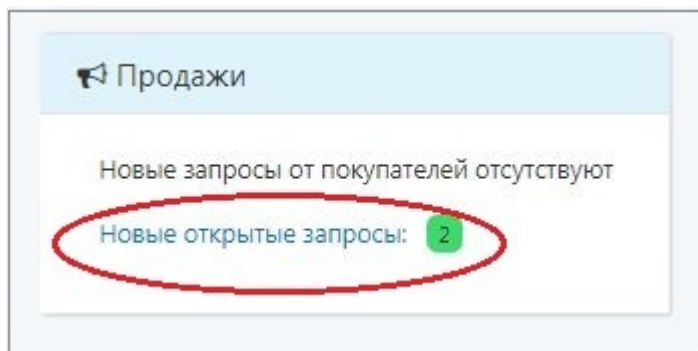 Продажи
Новые запросы от покупателей отсутствуют
Новые открытые запросы: 2